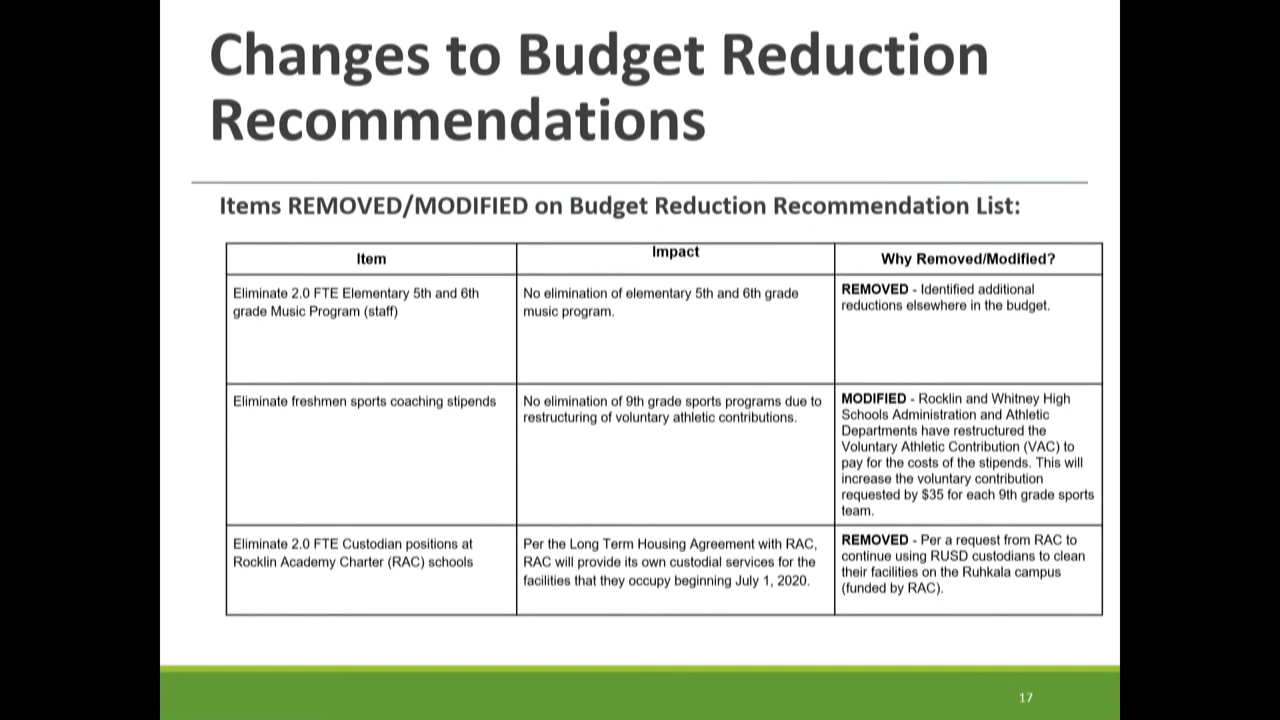 Changes to Budget Reduction
Recommendations
Items REMOVED/MODIFIED on Budget Reduction Recommendation List:
Item
Impact
Why Removed/Modified?
Eliminate 2.0 FTE Elementary 5th and 6th
grade Music Program (staff)
No elimination of elementary 5th and 6th grade
music program.
REMOVED - Identified additional
reductions elsewhere in the budget.
Eliminate freshmen sports coaching stipends
No elimination of 9th grade sports programs due to
restructuring of voluntary athletic contributions.
MODIFIED - Rocklin and Whitney High
Schools Administration and Athletic
Departments have restructured the
Voluntary Athletic Contribution (VAC) to
pay for the costs of the stipends. This will
increase the voluntary contribution
requested by $35 for each 9th grade sports
team.
Eliminate 2.0 FTE Custodian positions at
Rocklin Academy Charter (RAC) schools
Per the Long Term Housing Agreement with RAC,
RAC will provide its own custodial services for the
facilities that they occupy beginning July 1, 2020.
REMOVED - Per a request from RAC to
continue using RUSD custodians to clean
their facilities on the Ruhkala campus
(funded by RAC).
17